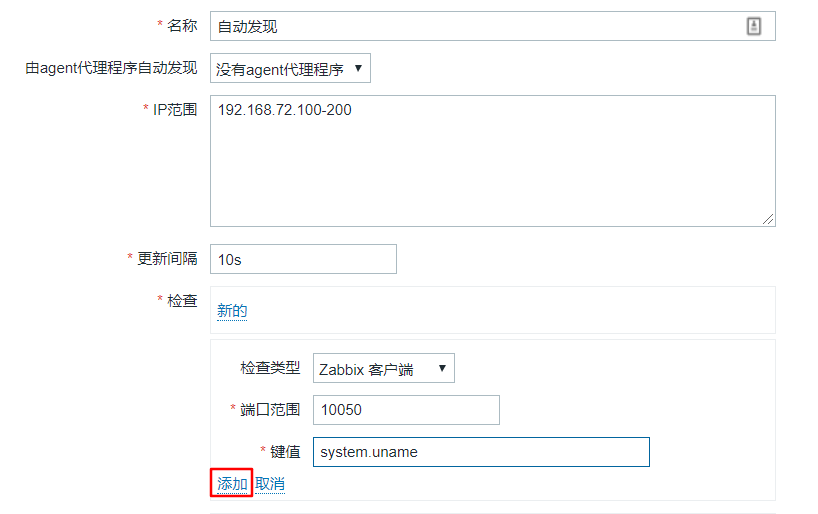 * 名称 自动发现
由agent代理程序自动发现 没有agent代理程序 ▼
* IP范围 192.168.72.100-200
* 更新间隔 10s
* 检查 新的
检查类型 Zabbix 客户端 ▼
* 端口范围 10050
* 键值 system.uname
添加 取消